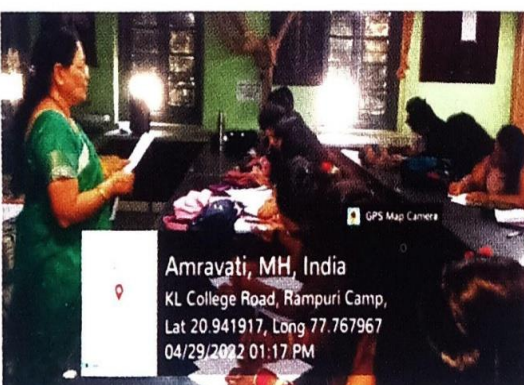 GPS Map Camera
Amravati, MH, India
KL College Road, Rampuri Camp,
Lat 20.941917, Long 77.767967
04/29/2022 01:17 PM